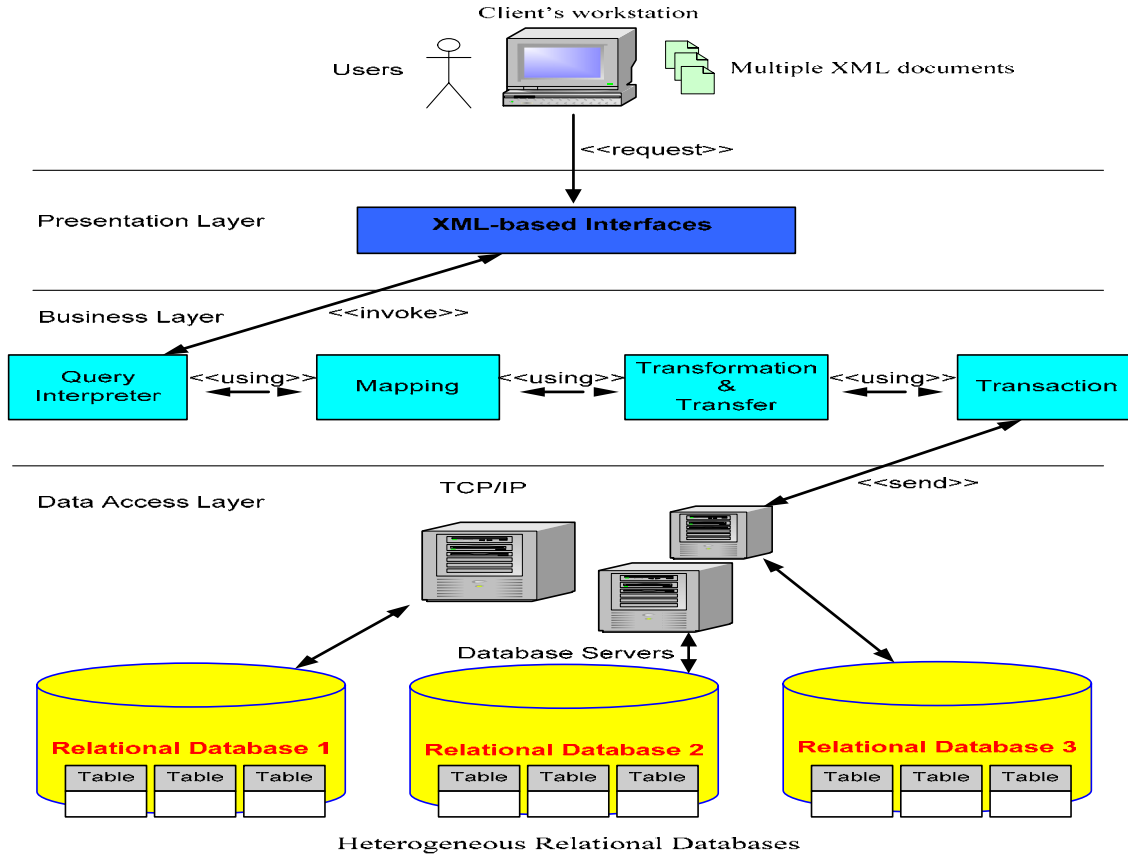 Client's workstation
Users
Multiple XML documents
<<request>>
Presentation Layer
XML-based Interfaces
Business Layer
<<invoke>>
Query
Interpreter
<<using>>
Mapping
<<using>>
Transformation
&
Transfer
<<using>>
Transaction
Data Access Layer
TCP/IP
<<send>>
Database Servers
Relational Database 1
Table Table Table
Relational Database 2
Table Table Table
Relational Database 3
Table Table Table
Heterogeneous Relational Databases